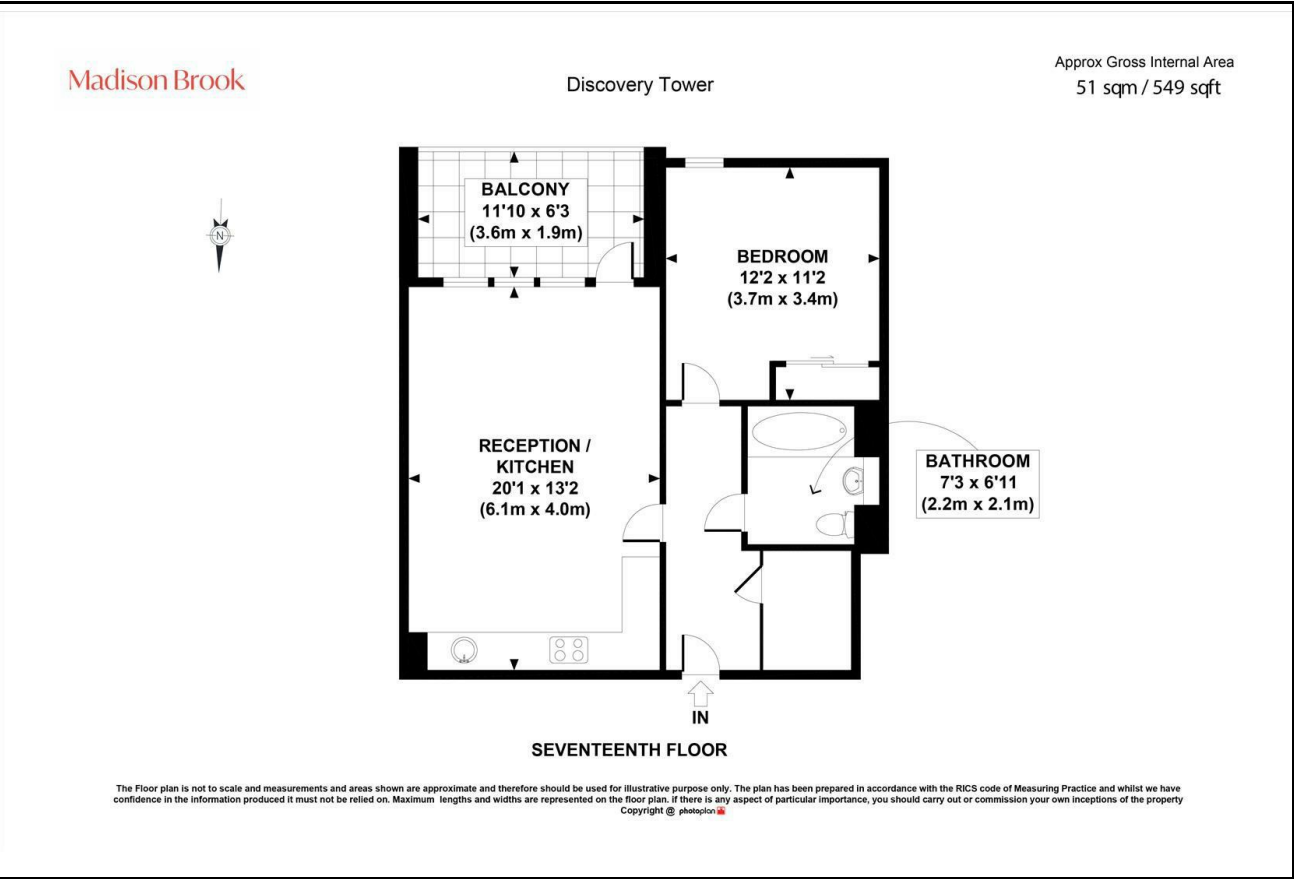 Madison Brook
Discovery Tower
Approx Gross Internal Area
51 sqm / 549 sqft
BALCONY
11'10 x 6'3
(3.6m x 1.9m)
N
BEDROOM
12'2 x 11'2
(3.7m x 3.4m)
RECEPTION /
KITCHEN
20'1 x 13'2
(6.1m x 4.0m)
BATHROOM
7'3 x 6'11
(2.2m x 2.1m)
IN
SEVENTEENTH FLOOR
The Floor plan is not to scale and measurements and areas shown are approximate and therefore should be used for illustrative purpose only. The plan has been prepared in accordance with the RICS code of Measuring Practice and whilst we have
confidence in the information produced it must not be relied on. Maximum lengths and widths are represented on the floor plan. if there is any aspect of particular importance, you should carry out or commission your own inceptions of the property
Copyright @ photoplan